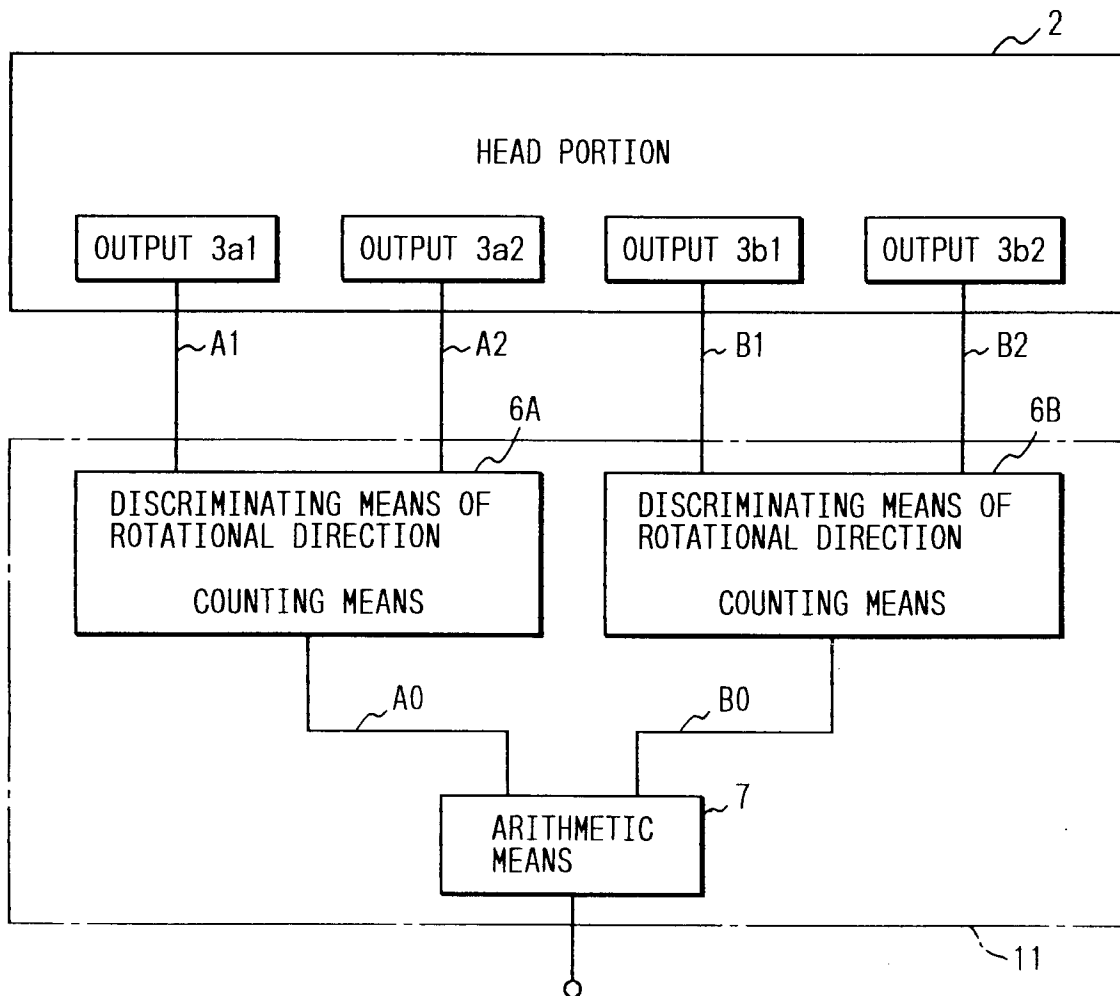 2
HEAD PORTION
OUTPUT 3a1
OUTPUT 3a2
OUTPUT 3b1
OUTPUT 3b2
A1
A2
B1
B2
6A
6B
DISCRIMINATING MEANS OF
ROTATIONAL DIRECTION
COUNTING MEANS
DISCRIMINATING MEANS OF
ROTATIONAL DIRECTION
COUNTING MEANS
A0
B0
7
ARITHMETIC
MEANS
11